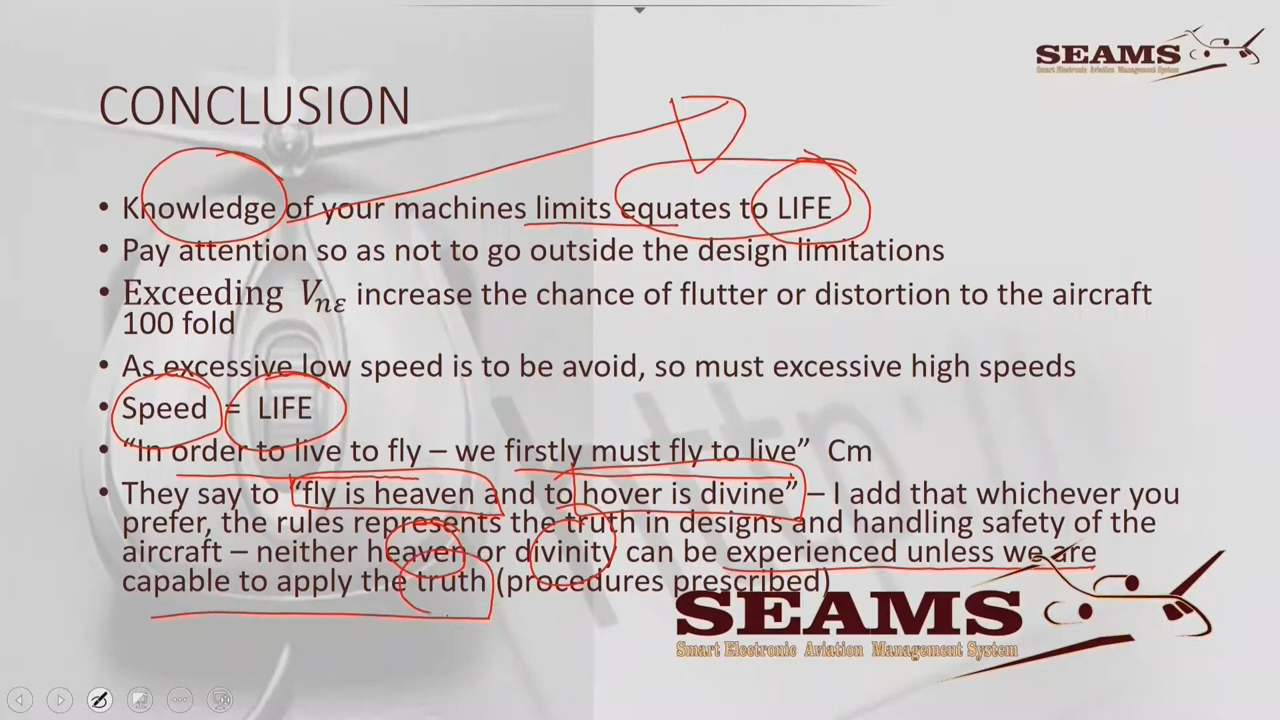 SEAMS
Smart Electronic Aviation Management System
CONCLUSION
• Knowledge of your machines limits equates to LIFE
• Pay attention so as not to go outside the design limitations
• Exceeding Vnε increase the chance of flutter or distortion to the aircraft
100 fold
• As excessive low speed is to be avoid, so must excessive high speeds
• Speed = LIFE
• “In order to live to fly – we firstly must fly to live” Cm
• They say to “fly is heaven and to hover is divine” – I add that whichever you
prefer, the rules represents the truth in designs and handling safety of the
aircraft – neither heaven or divinity can be experienced unless we are
capable to apply the truth (procedures prescribed)
SEAMS
Smart Electronic Aviation Management System